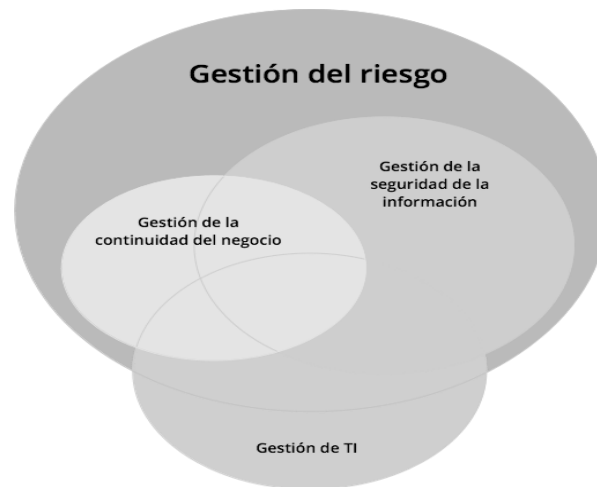 Gestión del riesgo
Gestión de la
seguridad de la
información
Gestión de la
continuidad del negocio
Gestión de TI